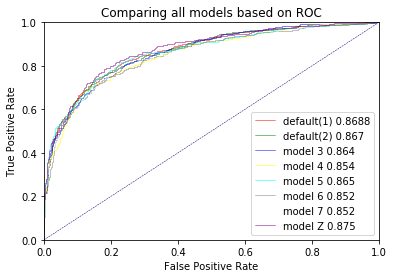 Comparing all models based on ROC
1.0
0.8
0.6
0.4
0.2
0.0
True Positive Rate
default(1) 0.8688
default(2) 0.867
model 3 0.864
model 4 0.854
model 5 0.865
model 6 0.852
model 7 0.852
model Z 0.875
0.0 0.2 0.4 0.6 0.8 1.0
False Positive Rate